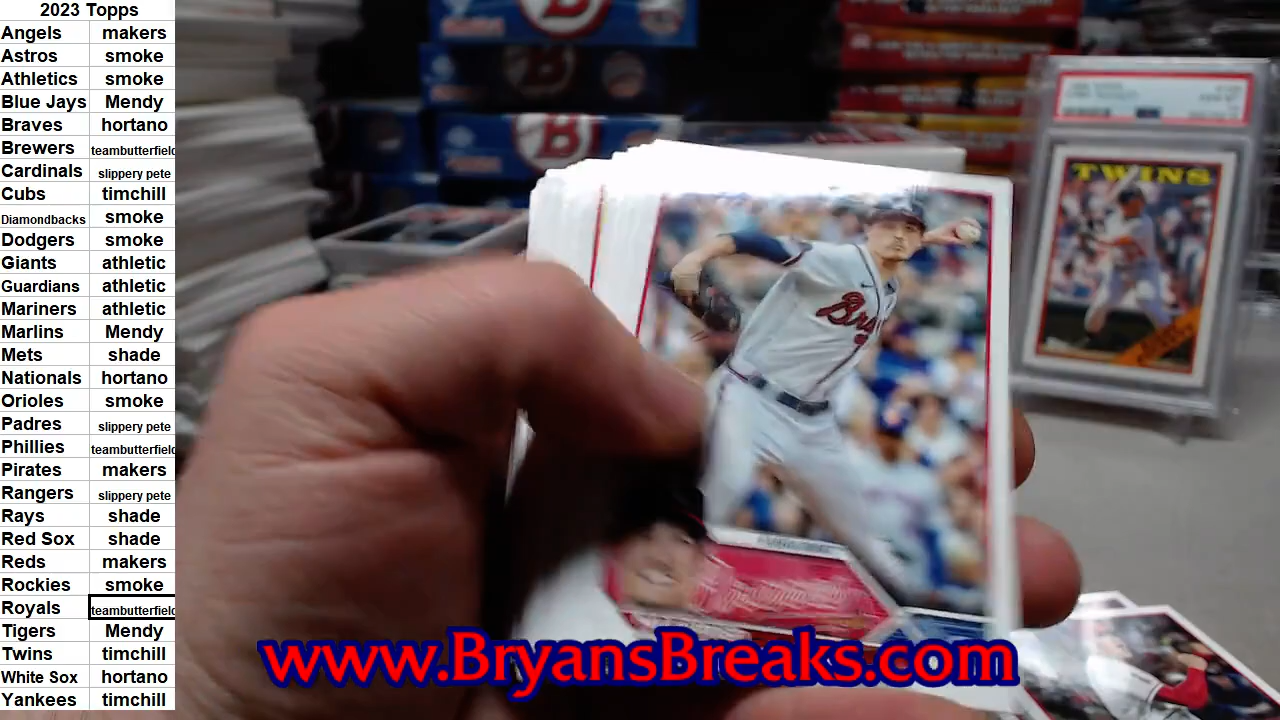 2023 Topps
Angels makers
Astros smoke
Athletics smoke
Blue Jays Mendy
Braves hortano
Brewers teambutterfield
Cardinals slippery pete
Cubs timchill
Diamondbacks smoke
Dodgers smoke
Giants athletic
Guardians athletic
Mariners athletic
Marlins Mendy
Mets shade
Nationals hortano
Orioles smoke
Padres slippery pete
Phillies teambutterfield
Pirates makers
Rangers slippery pete
Rays shade
Red Sox shade
Reds makers
Rockies smoke
Royals teambutterfield
Tigers Mendy
Twins timchill
White Sox hortano
Yankees timchill
TWINS
B
B
www.BryansBreaks.com